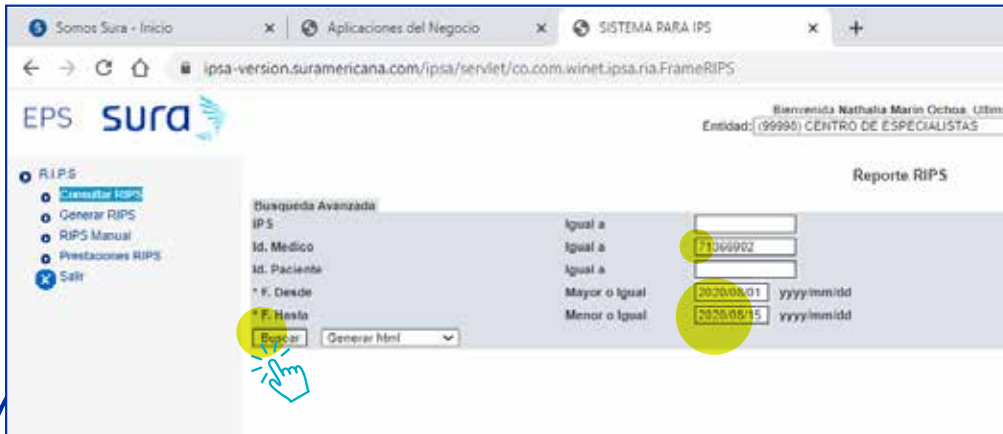 Somos Sura - Inicio
Aplicaciones del Negocio
SISTEMA PARA IPS
ipsa-version.suramericana.com/ipsa/servlet/co.com.winet.ipsa.ria.FrameRIPS
EPS sura
Bienvenida Nathalia Marin Ochoa
Entidad: (99990) CENTRO DE ESPECIALISTAS
R.I.P.S
Consultar RIPS
Generar RIPS
RIPS Manual
Prestaciones RIPS
Salir
Reporte RIPS
Busqueda Avanzada
IPS Igual a
Id. Medico Igual a
Id. Paciente Igual a
* F. Desde Mayor o Igual 2020/08/01 yyyy/mm/dd
* F. Hasta Menor o Igual 2020/08/15 yyyy/mm/dd
Buscar Generar html